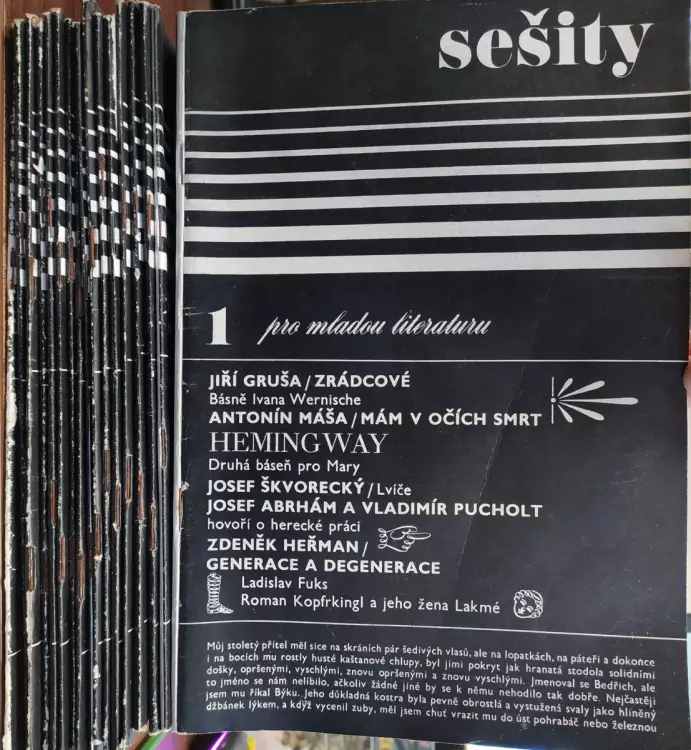 sešity
1 pro mladou literaturu
JIŘÍ GRUŠA / ZRÁDCOVÉ
Básně Ivana Wernische
ANTONÍN MÁŠA / MÁM V OČÍCH SMRT
HEMINGWAY
Druhá báseň pro Mary
JOSEF ŠKVORECKÝ / Lvíče
JOSEF ABRHÁM A VLADIMÍR PUCHOLT
hovoří o herecké práci
ZDENĚK HEŘMAN /
GENERACE A DEGENERACE
Ladislav Fuks
Roman Kopfrkingl a jeho žena Lakmé
Můj stoletý přítel měl sice na skráních pár šedivých vlasů, ale na lopatkách, na páteři a dokonce
i na bocích mu rostly husté kaštanové chlupy, byl jimi pokryt jak hranatá stodola solidními
došky, opršenými, vyschlými, znovu opršenými a znovu vyschlými. Jmenoval se Bedřich, ale
to jméno se nám nelíbilo, ačkoliv žádné jiné by se k němu nehodilo tak dobře. Nejčastěji
jsem mu říkal Býku. Jeho důkladná kostra byla pevně obrostlá a vystužená svaly jako hliněný
džbánek lýkem, a když vycenil zuby, měl jsem chuť vrazit mu do úst pohrabáč nebo železnou